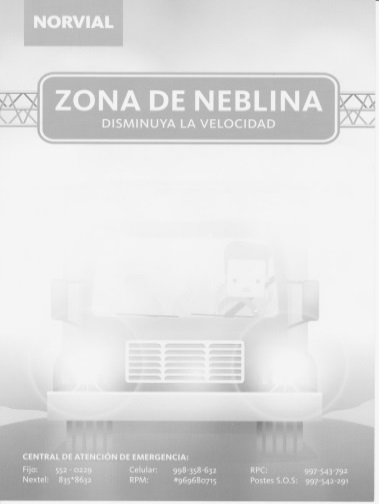 NORVIAL
ZONA DE NEBLINA
DISMINUYA LA VELOCIDAD
CENTRAL DE ATENCIÓN DE EMERGENCIA:
Fijo: 552 - 0229 Celular: 998-358-632 RPC: 997-543-792
Nextel: 835*8632 RPM: #969680715 Postes S.O.S: 997-542-291